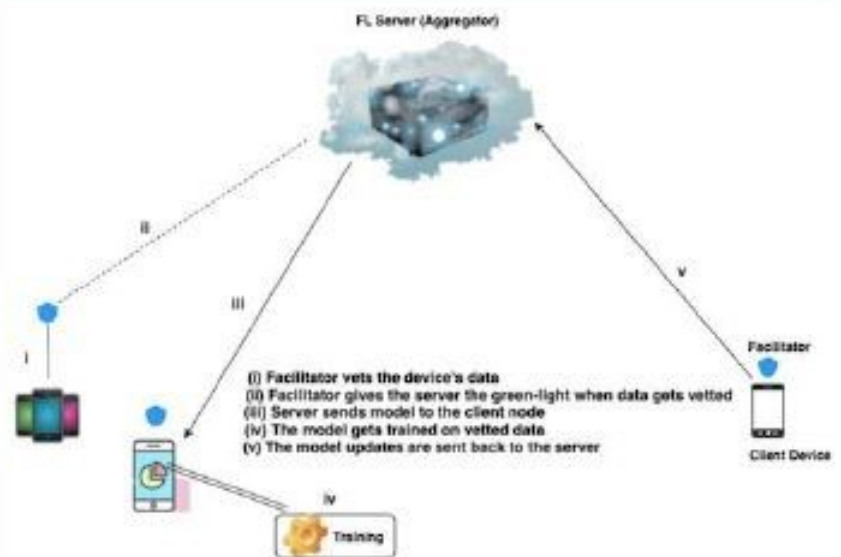 FL Server (Aggregator)
ii
iii
v
i
Facilitator
(i) Facilitator vets the device's data
(ii) Facilitator gives the server the green-light when data gets vetted
(iii) Server sends model to the client node
(iv) The model gets trained on vetted data
(v) The model updates are sent back to the server
Client Device
iv
Training